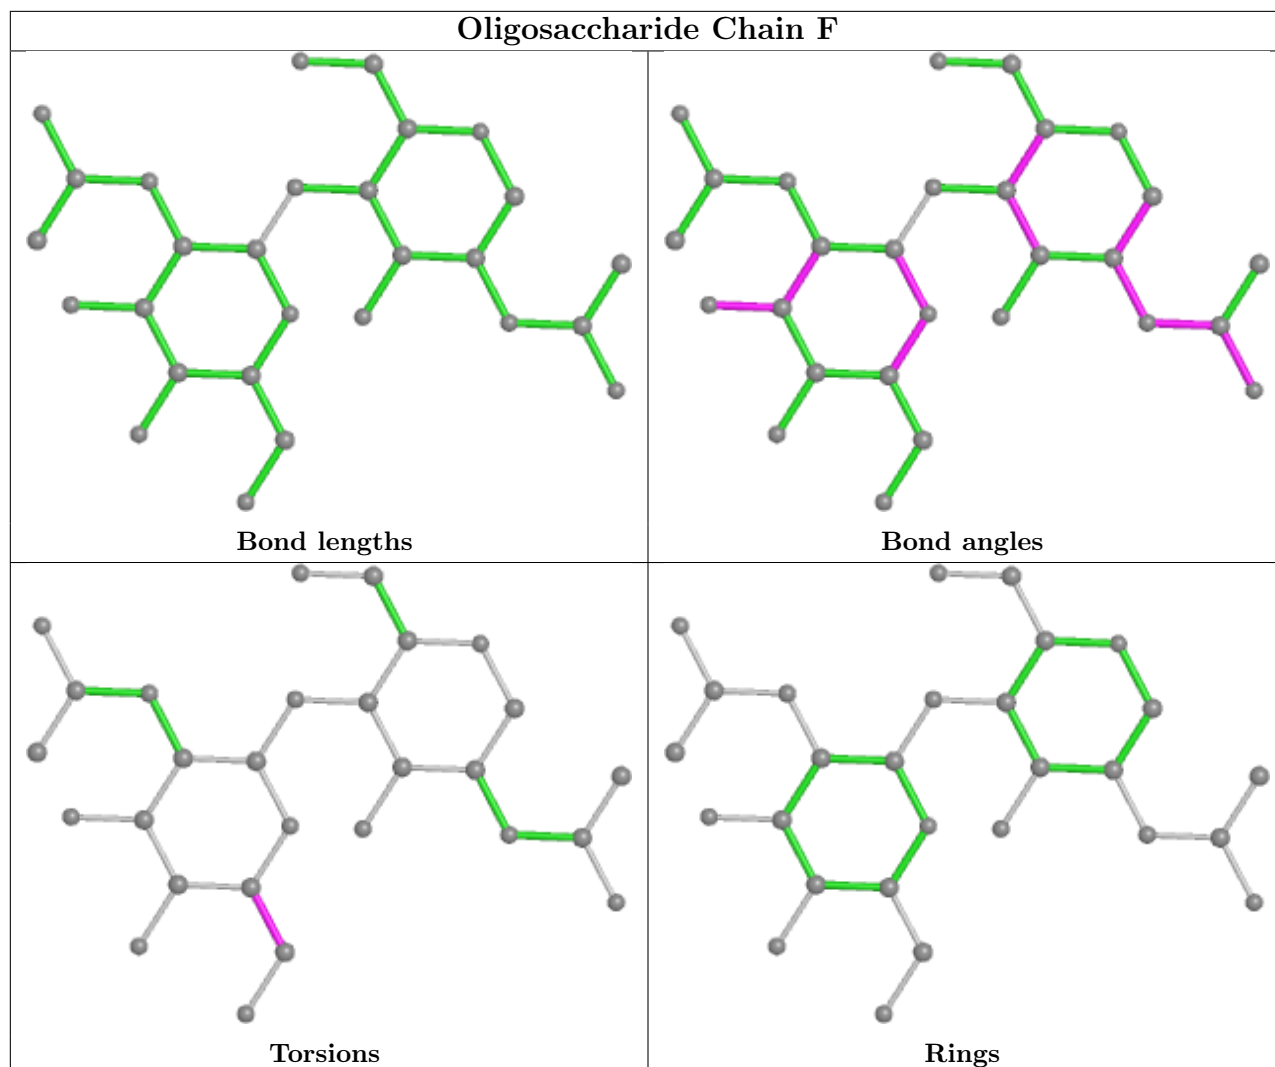 Oligosaccharide Chain F
Bond lengths
Bond angles
Torsions
Rings